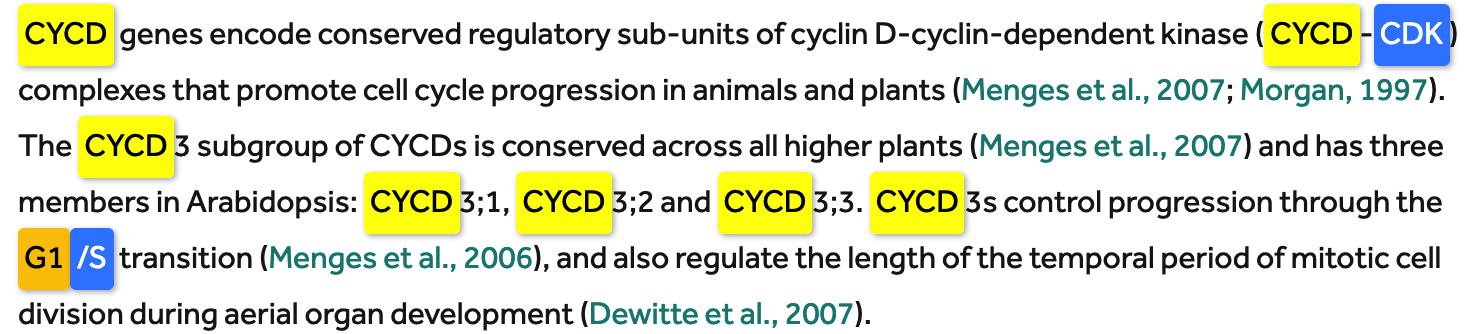 CYCD genes encode conserved regulatory sub-units of cyclin D-cyclin-dependent kinase (CYCD-CDK)
complexes that promote cell cycle progression in animals and plants (Menges et al., 2007; Morgan, 1997).
The CYCD3 subgroup of CYCDs is conserved across all higher plants (Menges et al., 2007) and has three
members in Arabidopsis: CYCD3;1, CYCD3;2 and CYCD3;3. CYCD3s control progression through the
G1/S transition (Menges et al., 2006), and also regulate the length of the temporal period of mitotic cell
division during aerial organ development (Dewitte et al., 2007).